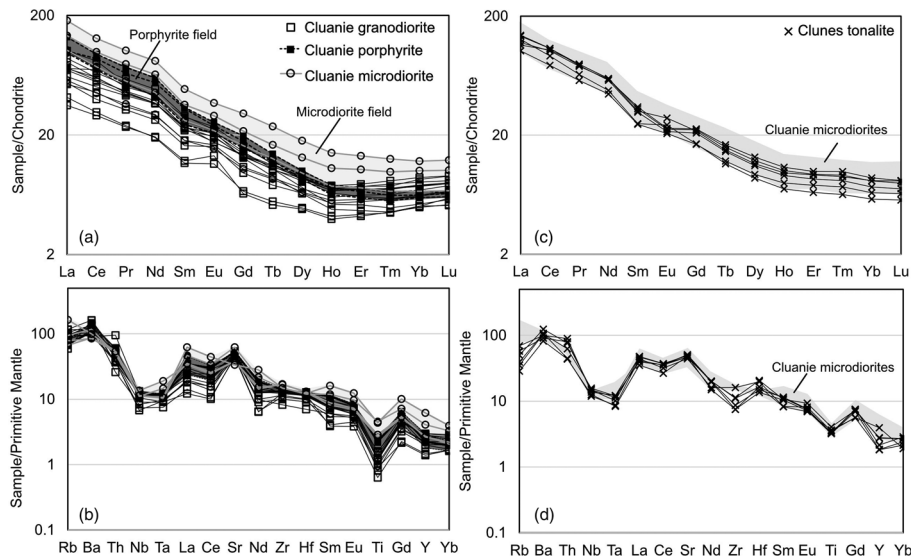 200
20
2
Sample/Chondrite
Porphyrite field
Cluanie granodiorite
Cluanie porphyrite
Cluanie microdiorite
Microdiorite field
(a)
La Ce Pr Nd Sm Eu Gd Tb Dy Ho Er Tm Yb Lu
200
20
2
Sample/Chondrite
Clunes tonalite
Cluanie microdiorites
(c)
La Ce Pr Nd Sm Eu Gd Tb Dy Ho Er Tm Yb Lu
100
10
1
0.1
Sample/Primitive Mantle
(b)
Rb Ba Th Nb Ta La Ce Sr Nd Zr Hf Sm Eu Ti Gd Y Yb
100
10
1
0.1
Sample/Primitive Mantle
Cluanie microdiorites
(d)
Rb Ba Th Nb Ta La Ce Sr Nd Zr Hf Sm Eu Ti Gd Y Yb